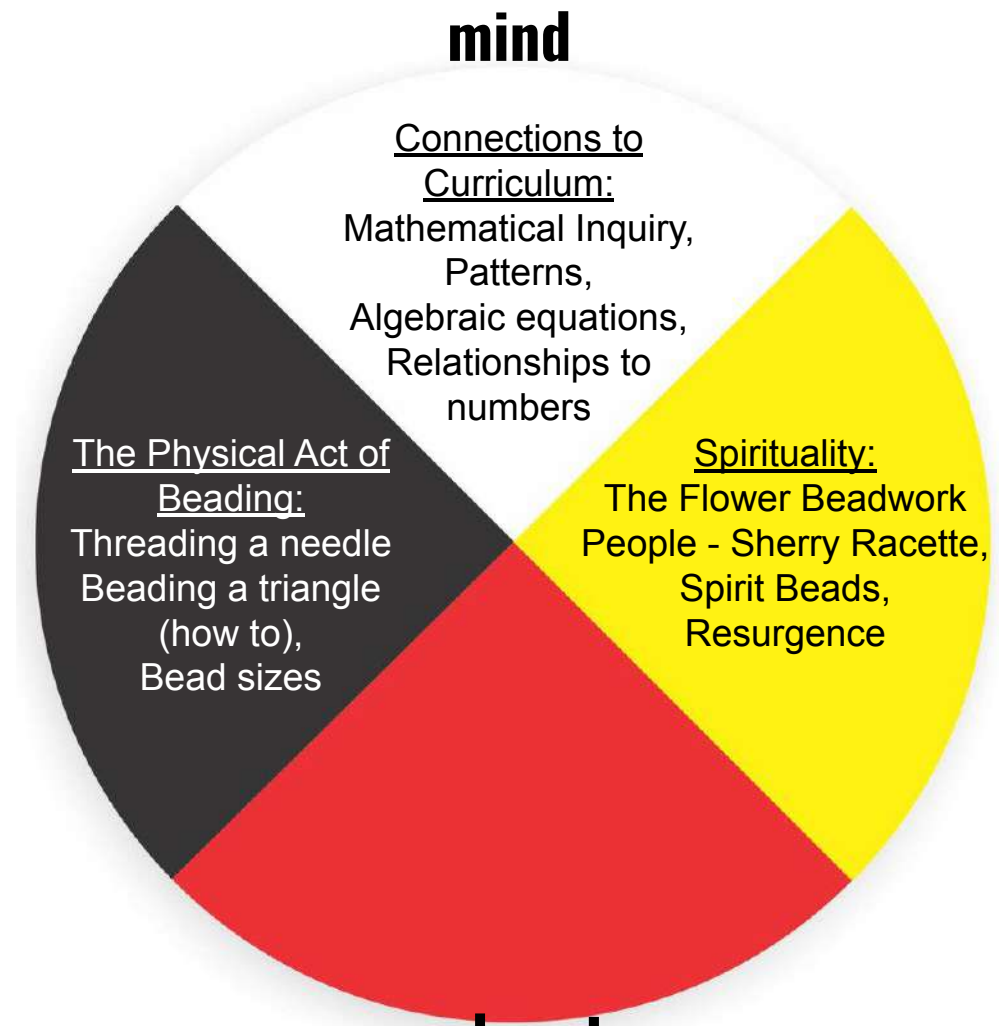 mind
Connections to
Curriculum:
Mathematical Inquiry,
Patterns,
Algebraic equations,
Relationships to
numbers
The Physical Act of
Beading:
Threading a needle
Beading a triangle
(how to),
Bead sizes
Spirituality:
The Flower Beadwork
People - Sherry Racette,
Spirit Beads,
Resurgence